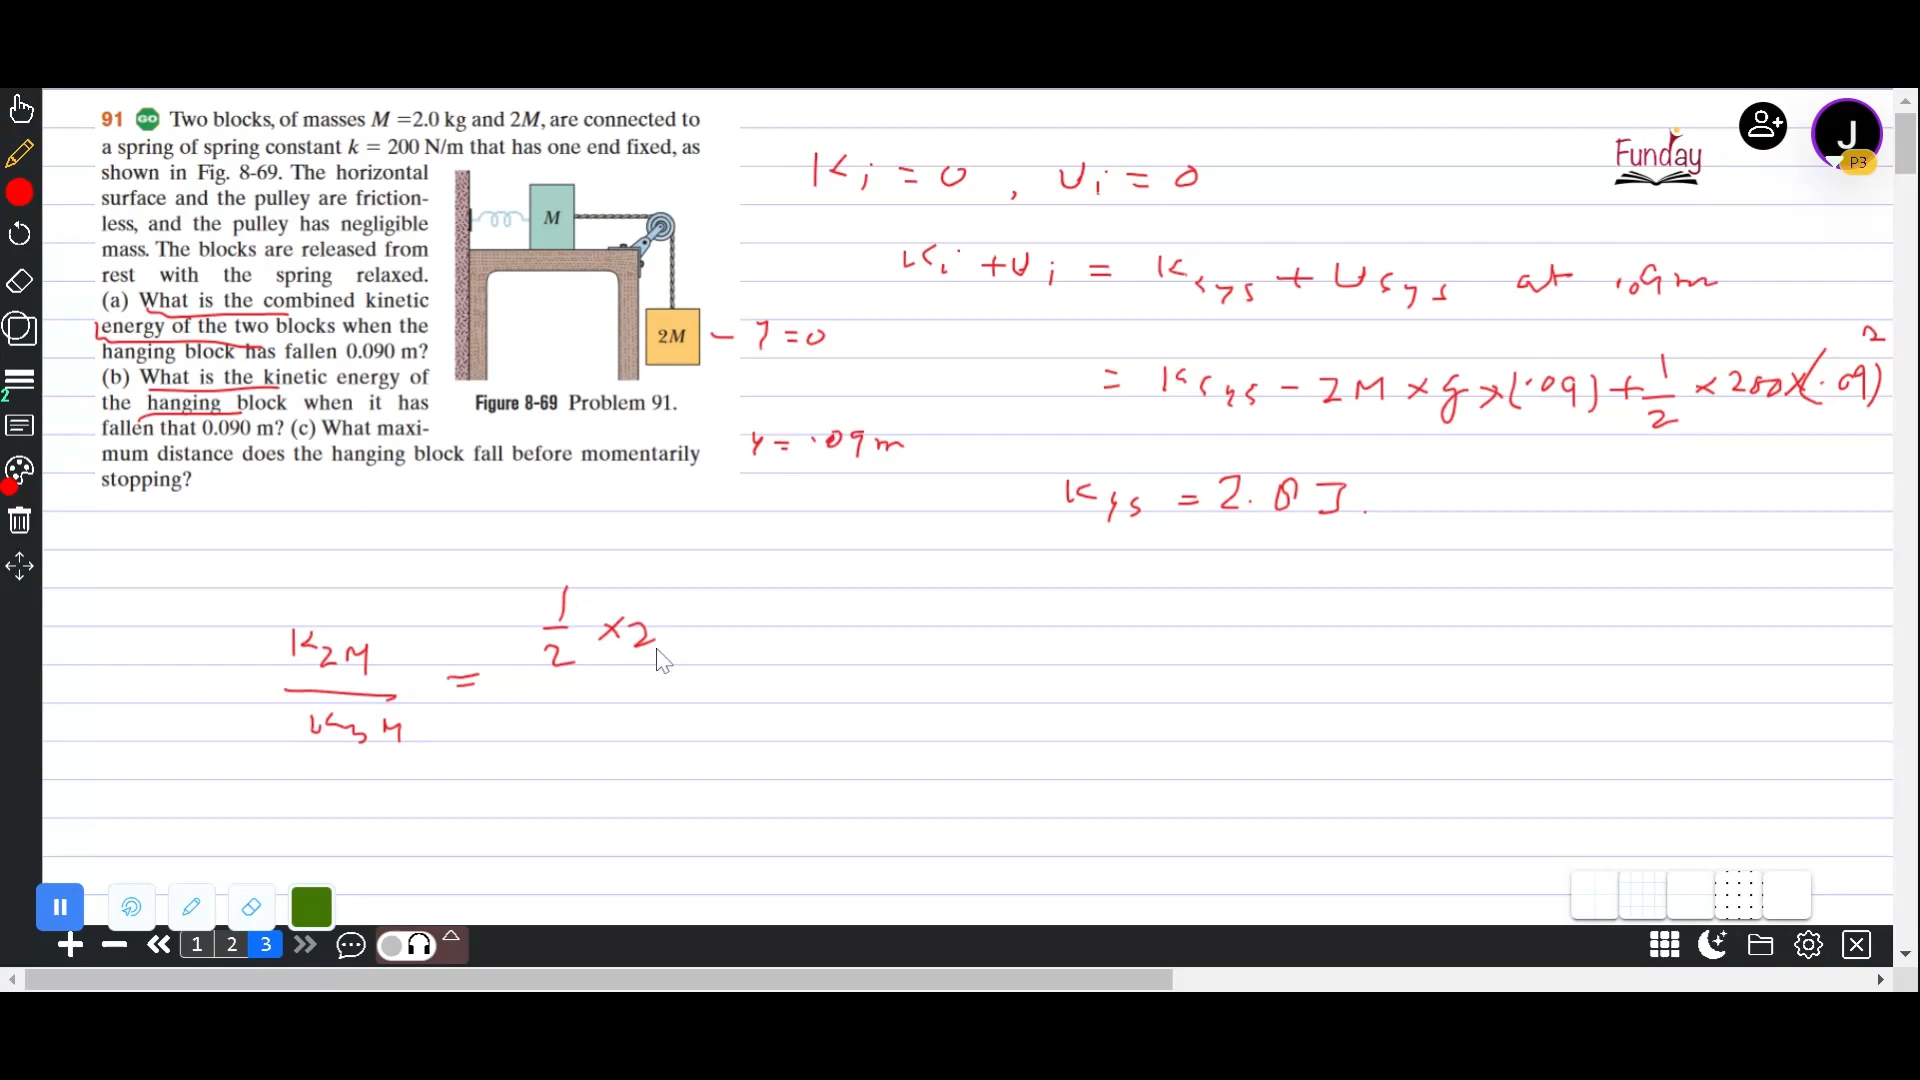 91 GO Two blocks, of masses M =2.0 kg and 2M, are connected to
a spring of spring constant k = 200 N/m that has one end fixed, as
shown in Fig. 8-69. The horizontal
surface and the pulley are friction-
less, and the pulley has negligible
mass. The blocks are released from
rest with the spring relaxed.
(a) What is the combined kinetic
energy of the two blocks when the
hanging block has fallen 0.090 m?
(b) What is the kinetic energy of
the hanging block when it has
fallen that 0.090 m? (c) What maxi-
mum distance does the hanging block fall before momentarily
stopping?
M
2M
Figure 8-69 Problem 91.
y = 0
y = .09 m
Ki = 0 , Ui = 0
Ki + Ui = Ksys + Usys at .09m
= Ksys - 2M × g × (.09) + 1/2 × 200 × (.09)²
Kys = 2.8 J.
K2M / K3M = 1/2 × 2
Funday
J
P3
2
1 2 3